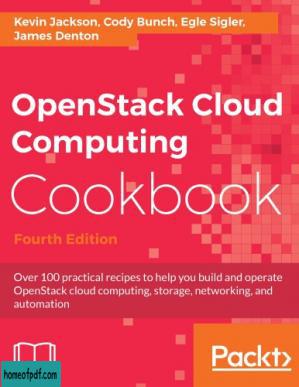 Kevin Jackson, Cody Bunch, Egle Sigler,
James Denton
OpenStack Cloud
Computing
Cookbook
Fourth Edition
Over 100 practical recipes to help you build and operate
OpenStack cloud computing, storage, networking, and
automation
homeofpdf.com
Packt>